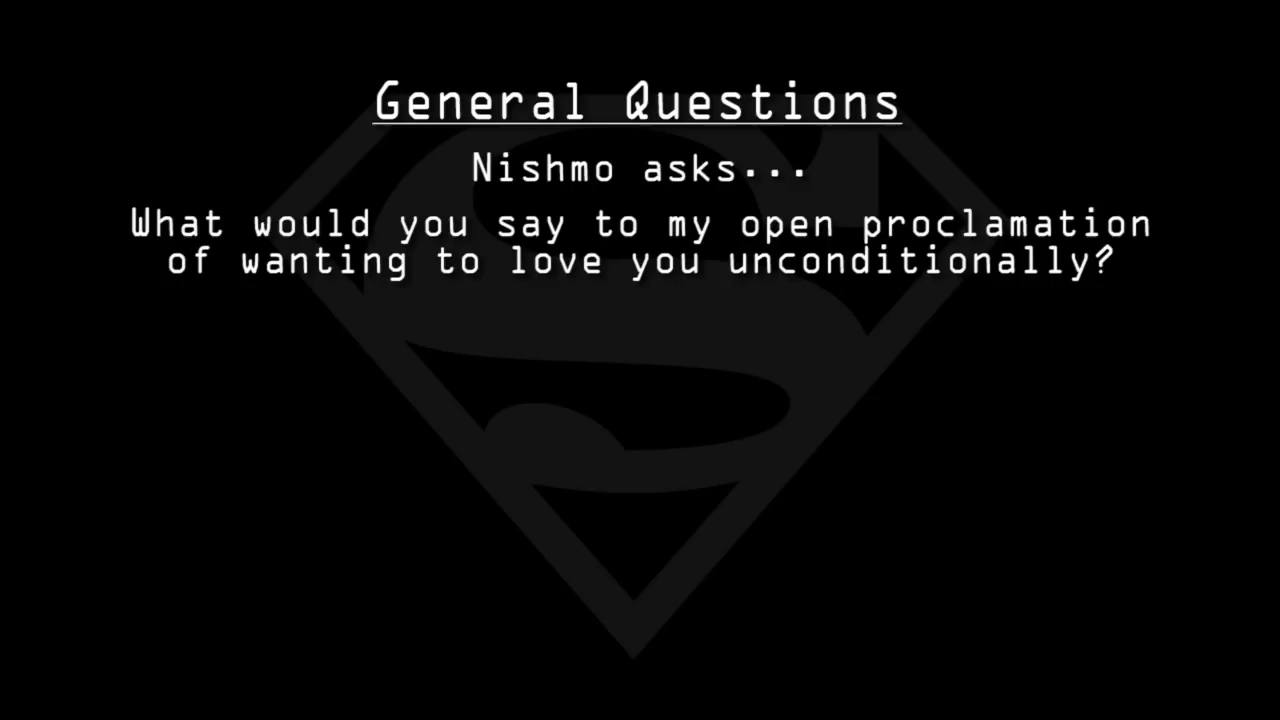 General Questions
Nishmo asks...
What would you say to my open proclamation
of wanting to love you unconditionally?